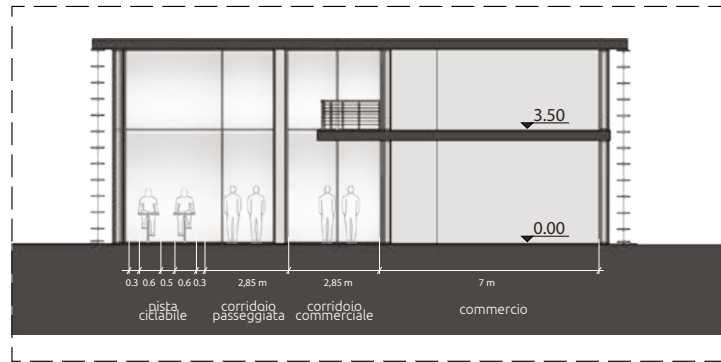 3.50
0.00
0.3 0.6 0.5 0.6 0.3 2,85 m 2,85 m 7 m
pista
ciclabile
corridoio
passeggiata
corridoio
commerciale
commercio